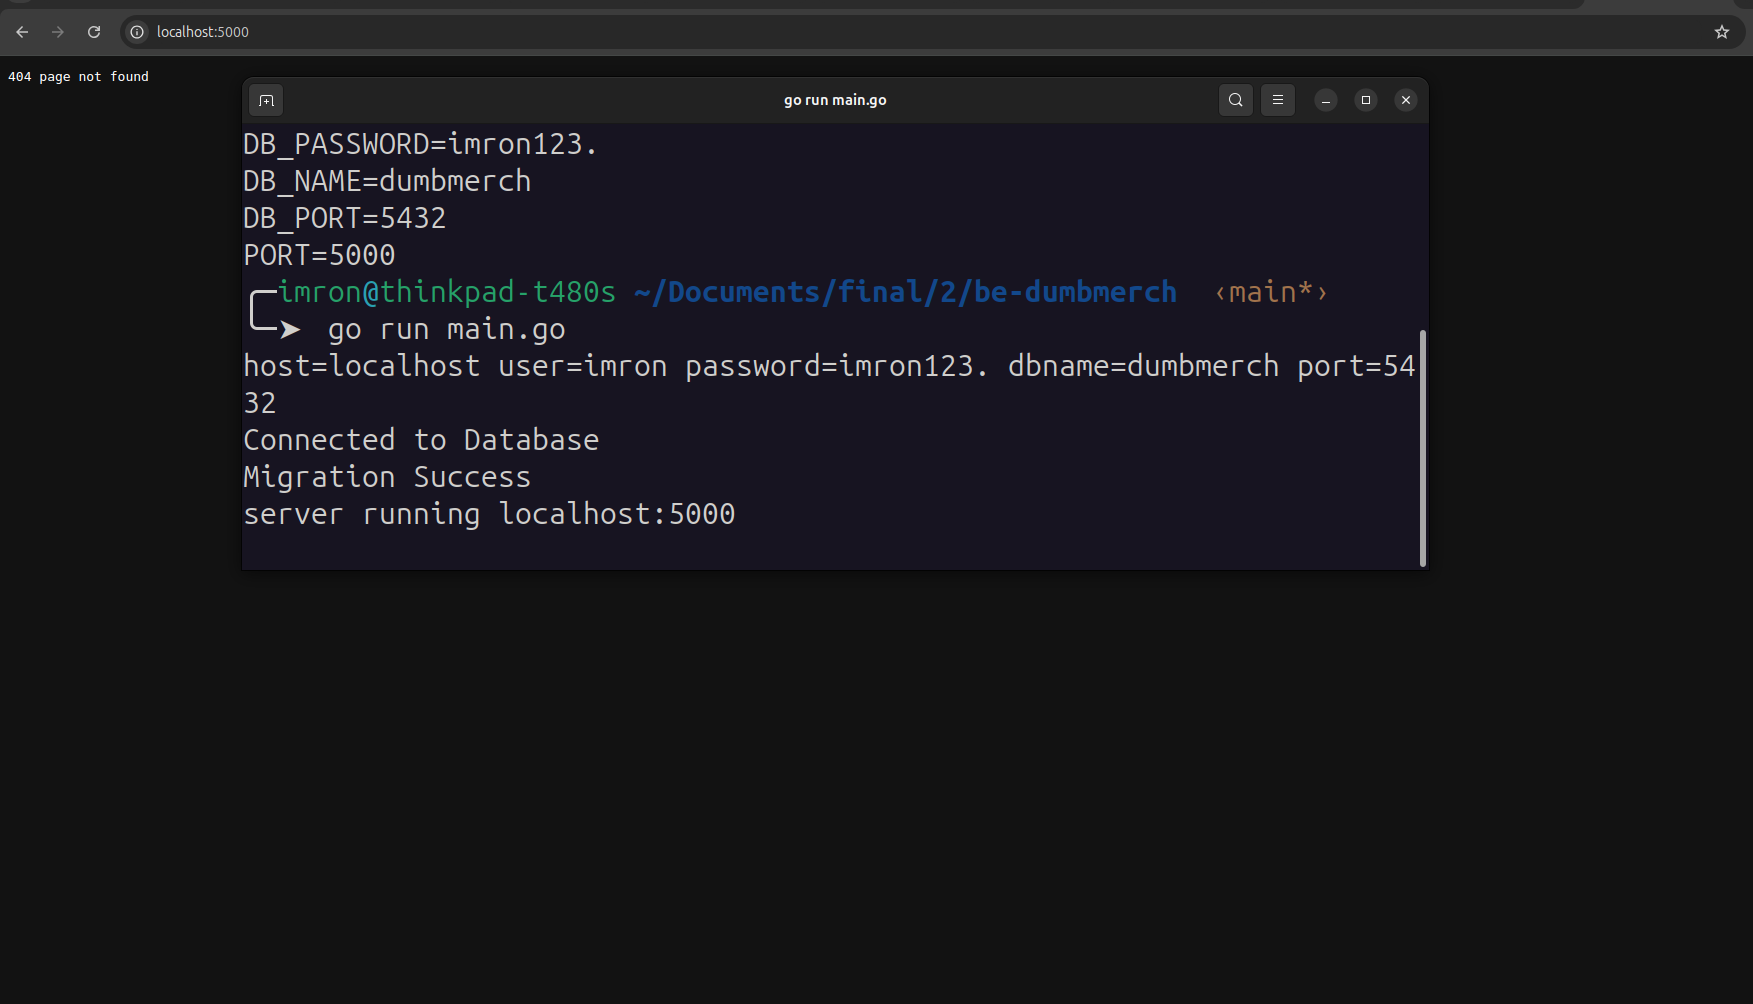 localhost:5000
404 page not found
go run main.go
DB_PASSWORD=imron123.
DB_NAME=dumbmerch
DB_PORT=5432
PORT=5000
imron@thinkpad-t480s ~/Documents/final/2/be-dumbmerch ‹main*›
➤ go run main.go
host=localhost user=imron password=imron123. dbname=dumbmerch port=54
32
Connected to Database
Migration Success
server running localhost:5000